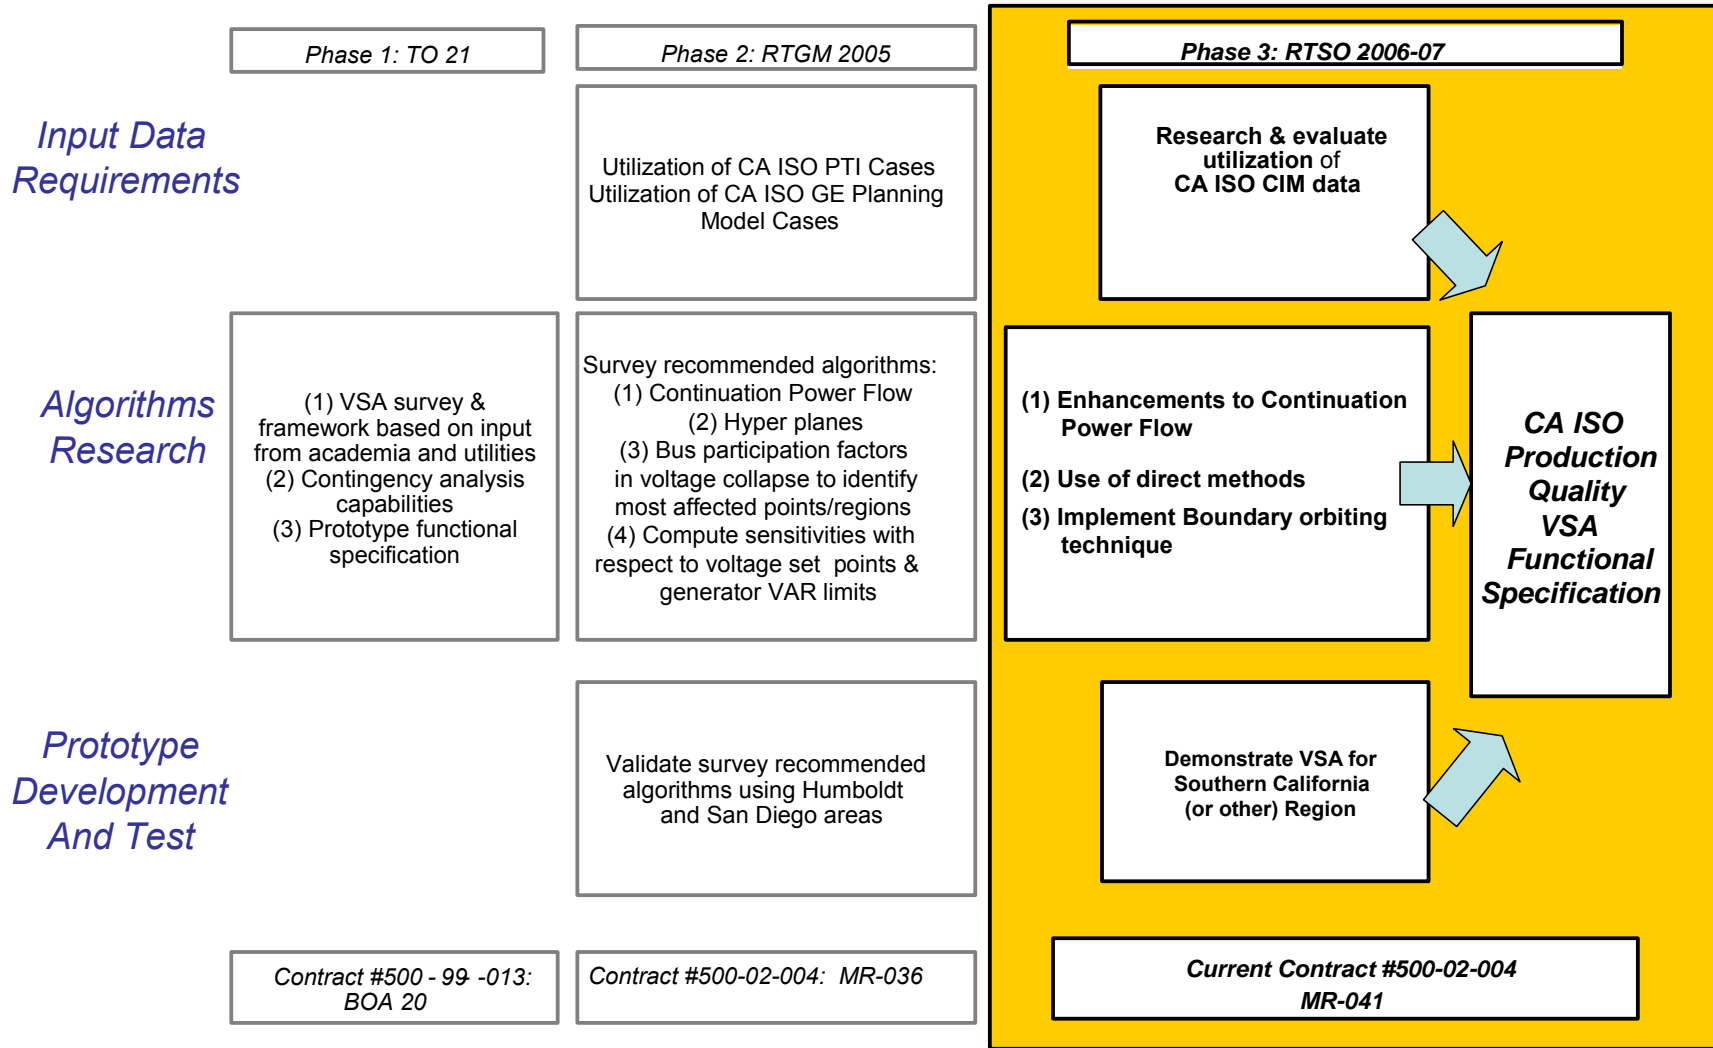 Phase 1: TO 21
Phase 2: RTGM 2005
Phase 3: RTSO 2006-07
Input Data
Requirements
Utilization of CA ISO PTI Cases
Utilization of CA ISO GE Planning
Model Cases
Research & evaluate
utilization of
CA ISO CIM data
Algorithms
Research
(1) VSA survey &
framework based on input
from academia and utilities
(2) Contingency analysis
capabilities
(3) Prototype functional
specification
Survey recommended algorithms:
(1) Continuation Power Flow
(2) Hyper planes
(3) Bus participation factors
in voltage collapse to identify
most affected points/regions
(4) Compute sensitivities with
respect to voltage set points &
generator VAR limits
(1) Enhancements to Continuation
Power Flow
(2) Use of direct methods
(3) Implement Boundary orbiting
technique
CA ISO
Production
Quality
VSA
Functional
Specification
Prototype
Development
And Test
Validate survey recommended
algorithms using Humboldt
and San Diego areas
Demonstrate VSA for
Southern California
(or other) Region
Contract #500 - 99 -013:
BOA 20
Contract #500-02-004: MR-036
Current Contract #500-02-004
MR-041